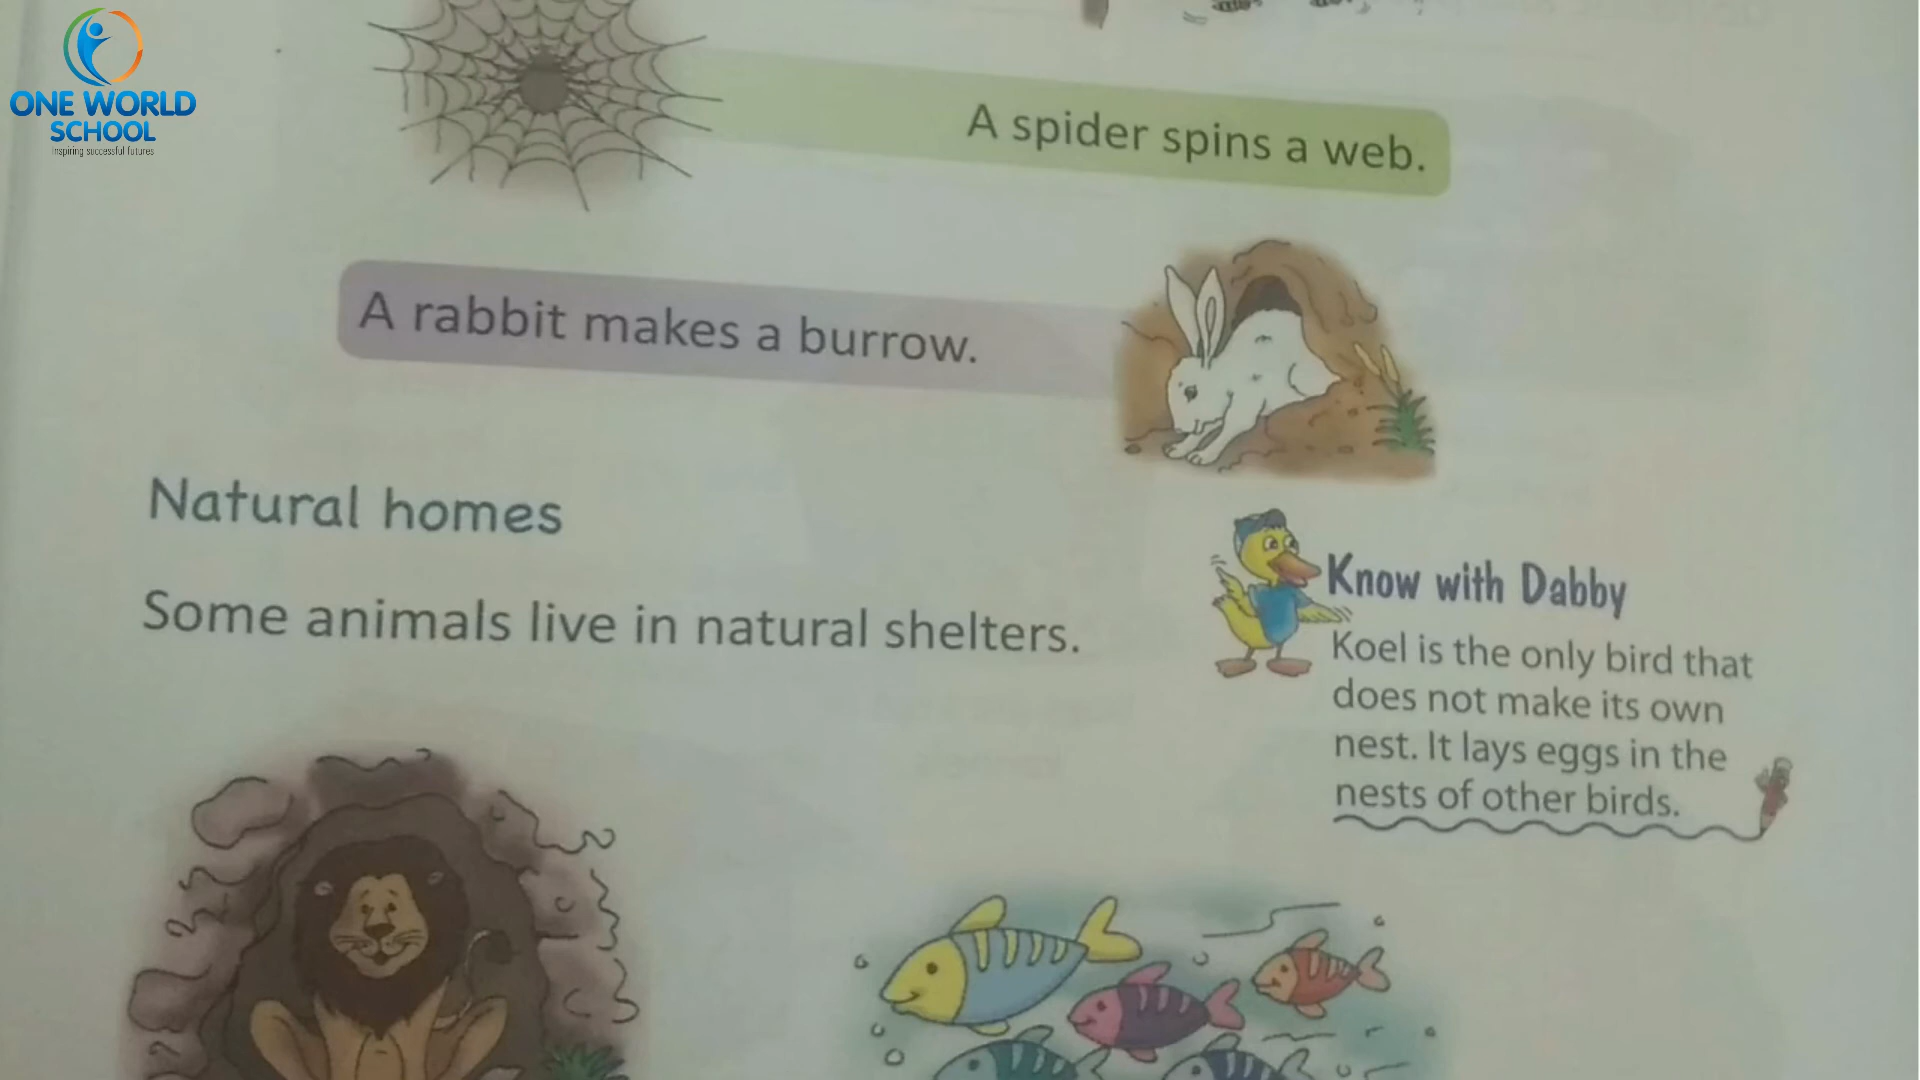 ONE WORLD
SCHOOL
Inspiring successful futures
A spider spins a web.
A rabbit makes a burrow.
Natural homes
Some animals live in natural shelters.
Know with Dabby
Koel is the only bird that
does not make its own
nest. It lays eggs in the
nests of other birds.